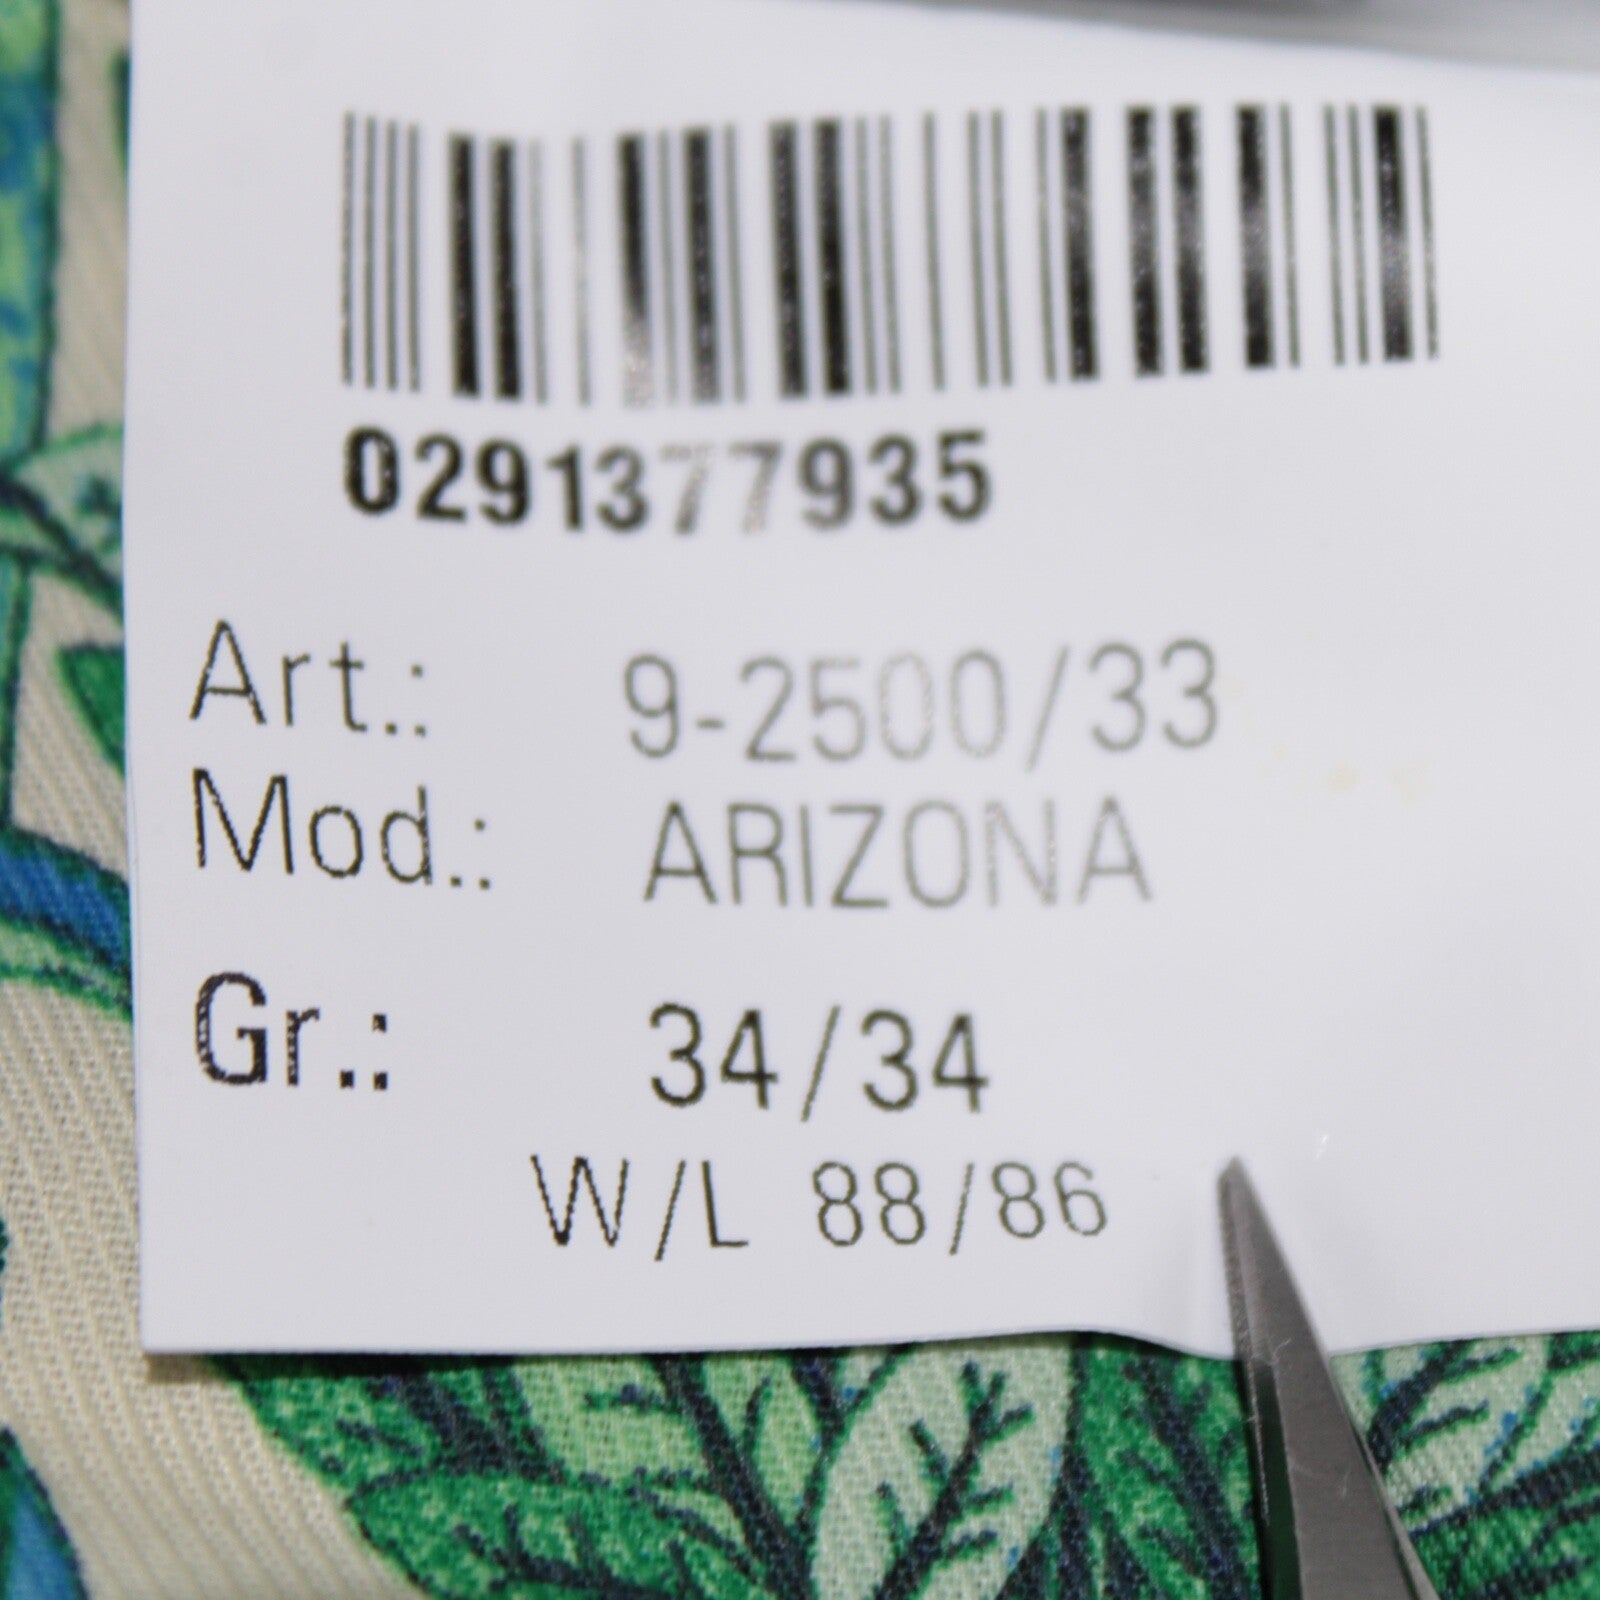 0291377935
Art.: 9-2500/33
Mod.: ARIZONA
Gr.: 34/34
W/L 88/86